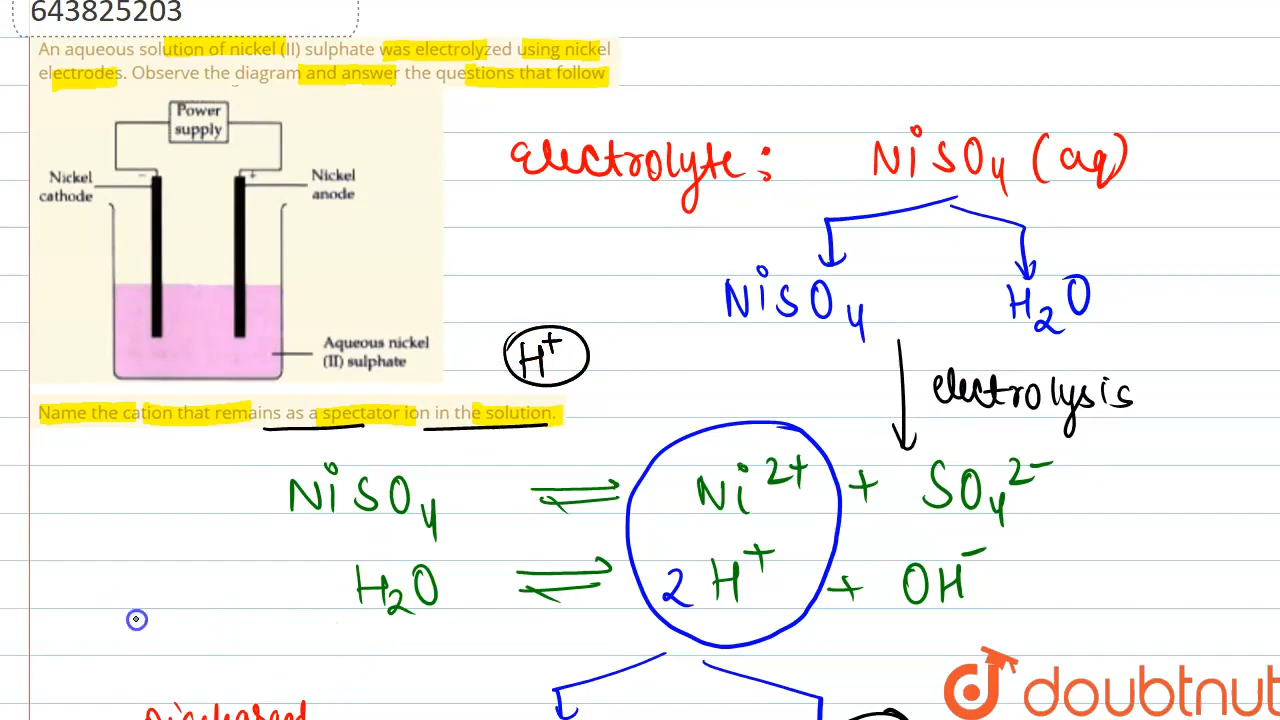 643825203
An aqueous solution of nickel (II) sulphate was electrolyzed using nickel
electrodes. Observe the diagram and answer the questions that follow
Power
supply
−
+
Nickel
cathode
Nickel
anode
Aqueous nickel
(II) sulphate
Electrolyte: NiSO4 (aq)
NiSO4 H2O
H+
electrolysis
Name the cation that remains as a spectator ion in the solution.
NiSO4 ⇌ Ni2+ + SO42−
H2O ⇌ 2H+ + OH−
Discharged
doubtnut